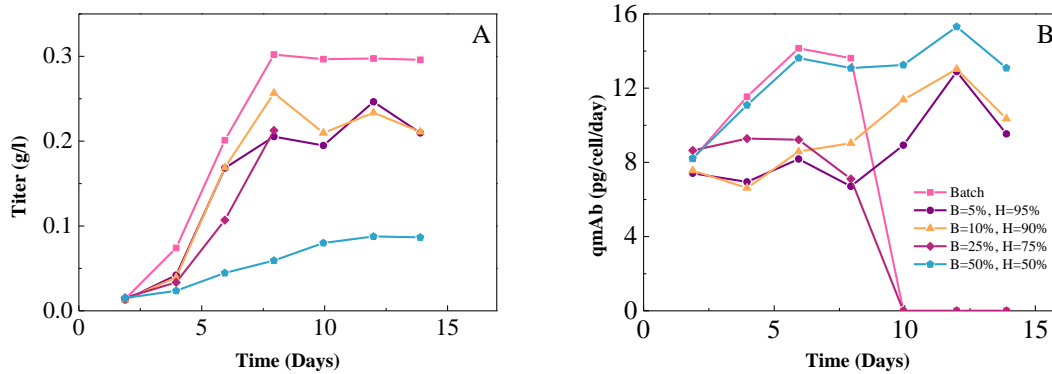 A
0.3
0.2
0.1
0.0
Titer (g/l)
0
5
10
15
Time (Days)
B
16
12
8
4
0
qmAb (pg/cell/day)
Batch
B=5%, H=95%
B=10%, H=90%
B=25%, H=75%
B=50%, H=50%
0
5
10
15
Time (Days)